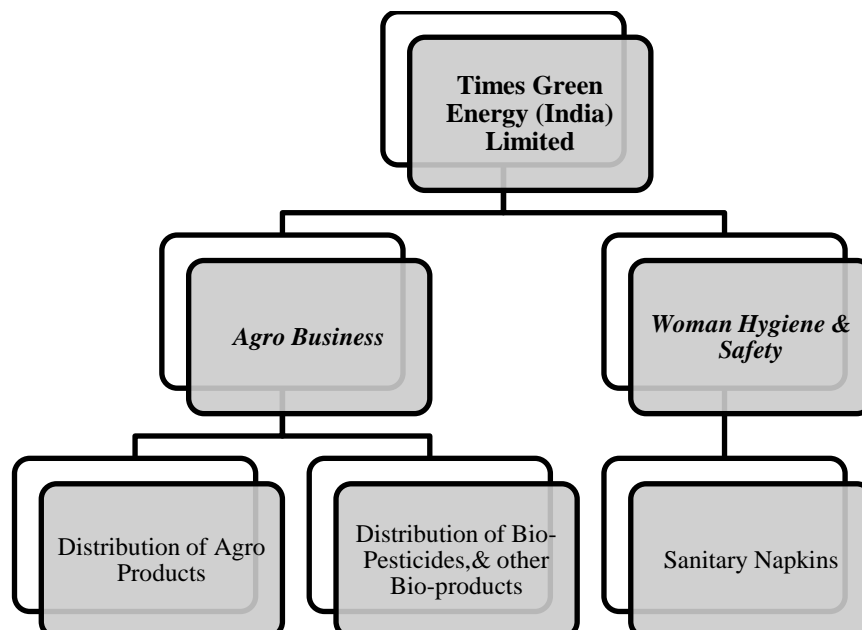 Times Green
Energy (India)
Limited
Agro Business
Woman Hygiene &
Safety
Distribution of Agro
Products
Distribution of Bio-
Pesticides,& other
Bio-products
Sanitary Napkins